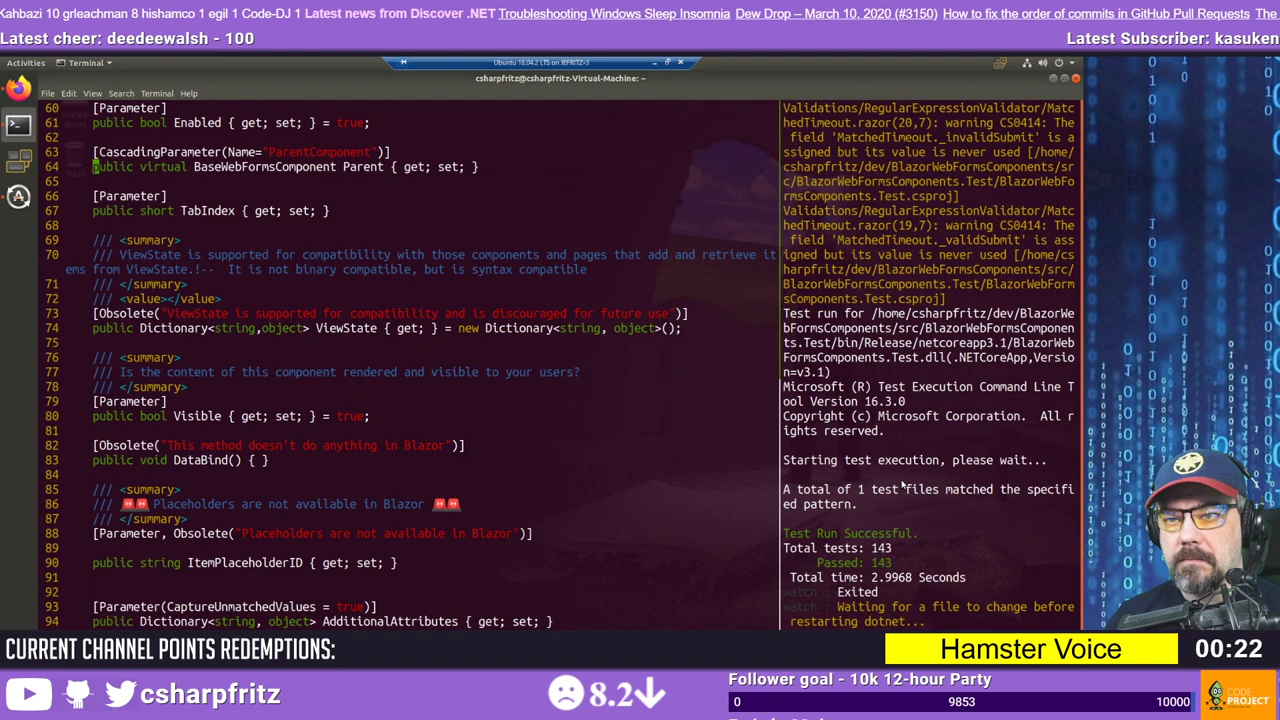 Kahbazi 10 grleachman 8 hishamco 1 egil 1 Code-DJ 1 Latest news from Discover .NET Troubleshooting Windows Sleep Insomnia Dew Drop – March 10, 2020 (#3150) How to fix the order of commits in GitHub Pull Requests The
Latest cheer: deedeewalsh - 100
Latest Subscriber: kasuken
Activities
Terminal
Ubuntu 18.04.2 LTS on JEFRITZ-3
csharpfritz@csharpfritz-Virtual-Machine: ~
File Edit View Search Terminal Help
60 [Parameter]
61 public bool Enabled { get; set; } = true;
62
63 [CascadingParameter(Name="ParentComponent")]
64 public virtual BaseWebFormsComponent Parent { get; set; }
65
66 [Parameter]
67 public short TabIndex { get; set; }
68
69 /// <summary>
70 /// ViewState is supported for compatibility with those components and pages that add and retrieve it
ems from ViewState.!-- It is not binary compatible, but is syntax compatible
71 /// </summary>
72 /// <value></value>
73 [Obsolete("ViewState is supported for compatibility and is discouraged for future use")]
74 public Dictionary<string,object> ViewState { get; } = new Dictionary<string, object>();
75
76 /// <summary>
77 /// Is the content of this component rendered and visible to your users?
78 /// </summary>
79 [Parameter]
80 public bool Visible { get; set; } = true;
81
82 [Obsolete("This method doesn't do anything in Blazor")]
83 public void DataBind() { }
84
85 /// <summary>
86 /// 🚨🚨 Placeholders are not available in Blazor 🚨🚨
87 /// </summary>
88 [Parameter, Obsolete("Placeholders are not available in Blazor")]
89
90 public string ItemPlaceholderID { get; set; }
91
92
93 [Parameter(CaptureUnmatchedValues = true)]
94 public Dictionary<string, object> AdditionalAttributes { get; set; }
Validations/RegularExpressionValidator/Matc
hedTimeout.razor(20,7): warning CS0414: The
field 'MatchedTimeout._invalidSubmit' is a
ssigned but its value is never used [/home/
csharpfritz/dev/BlazorWebFormsComponents/sr
c/BlazorWebFormsComponents.Test/BlazorWebFo
rmsComponents.Test.csproj]
Validations/RegularExpressionValidator/Matc
hedTimeout.razor(19,7): warning CS0414: The
field 'MatchedTimeout._validSubmit' is ass
igned but its value is never used [/home/cs
harpfritz/dev/BlazorWebFormsComponents/src/
BlazorWebFormsComponents.Test/BlazorWebForm
sComponents.Test.csproj]
Test run for /home/csharpfritz/dev/BlazorWe
bFormsComponents/src/BlazorWebFormsComponen
ts.Test/bin/Release/netcoreapp3.1/BlazorWeb
FormsComponents.Test.dll(.NETCoreApp,Versio
n=v3.1)
Microsoft (R) Test Execution Command Line T
ool Version 16.3.0
Copyright (c) Microsoft Corporation. All r
ights reserved.
Starting test execution, please wait...
A total of 1 test files matched the specifi
ed pattern.
Test Run Successful.
Total tests: 143
Passed: 143
Total time: 2.9968 Seconds
watch : Exited
watch : Waiting for a file to change before
restarting dotnet...
CURRENT CHANNEL POINTS REDEMPTIONS:
Hamster Voice
00:22
csharpfritz
8.2
Follower goal - 10k 12-hour Party
0 9853 10000
CODE
PROJECT